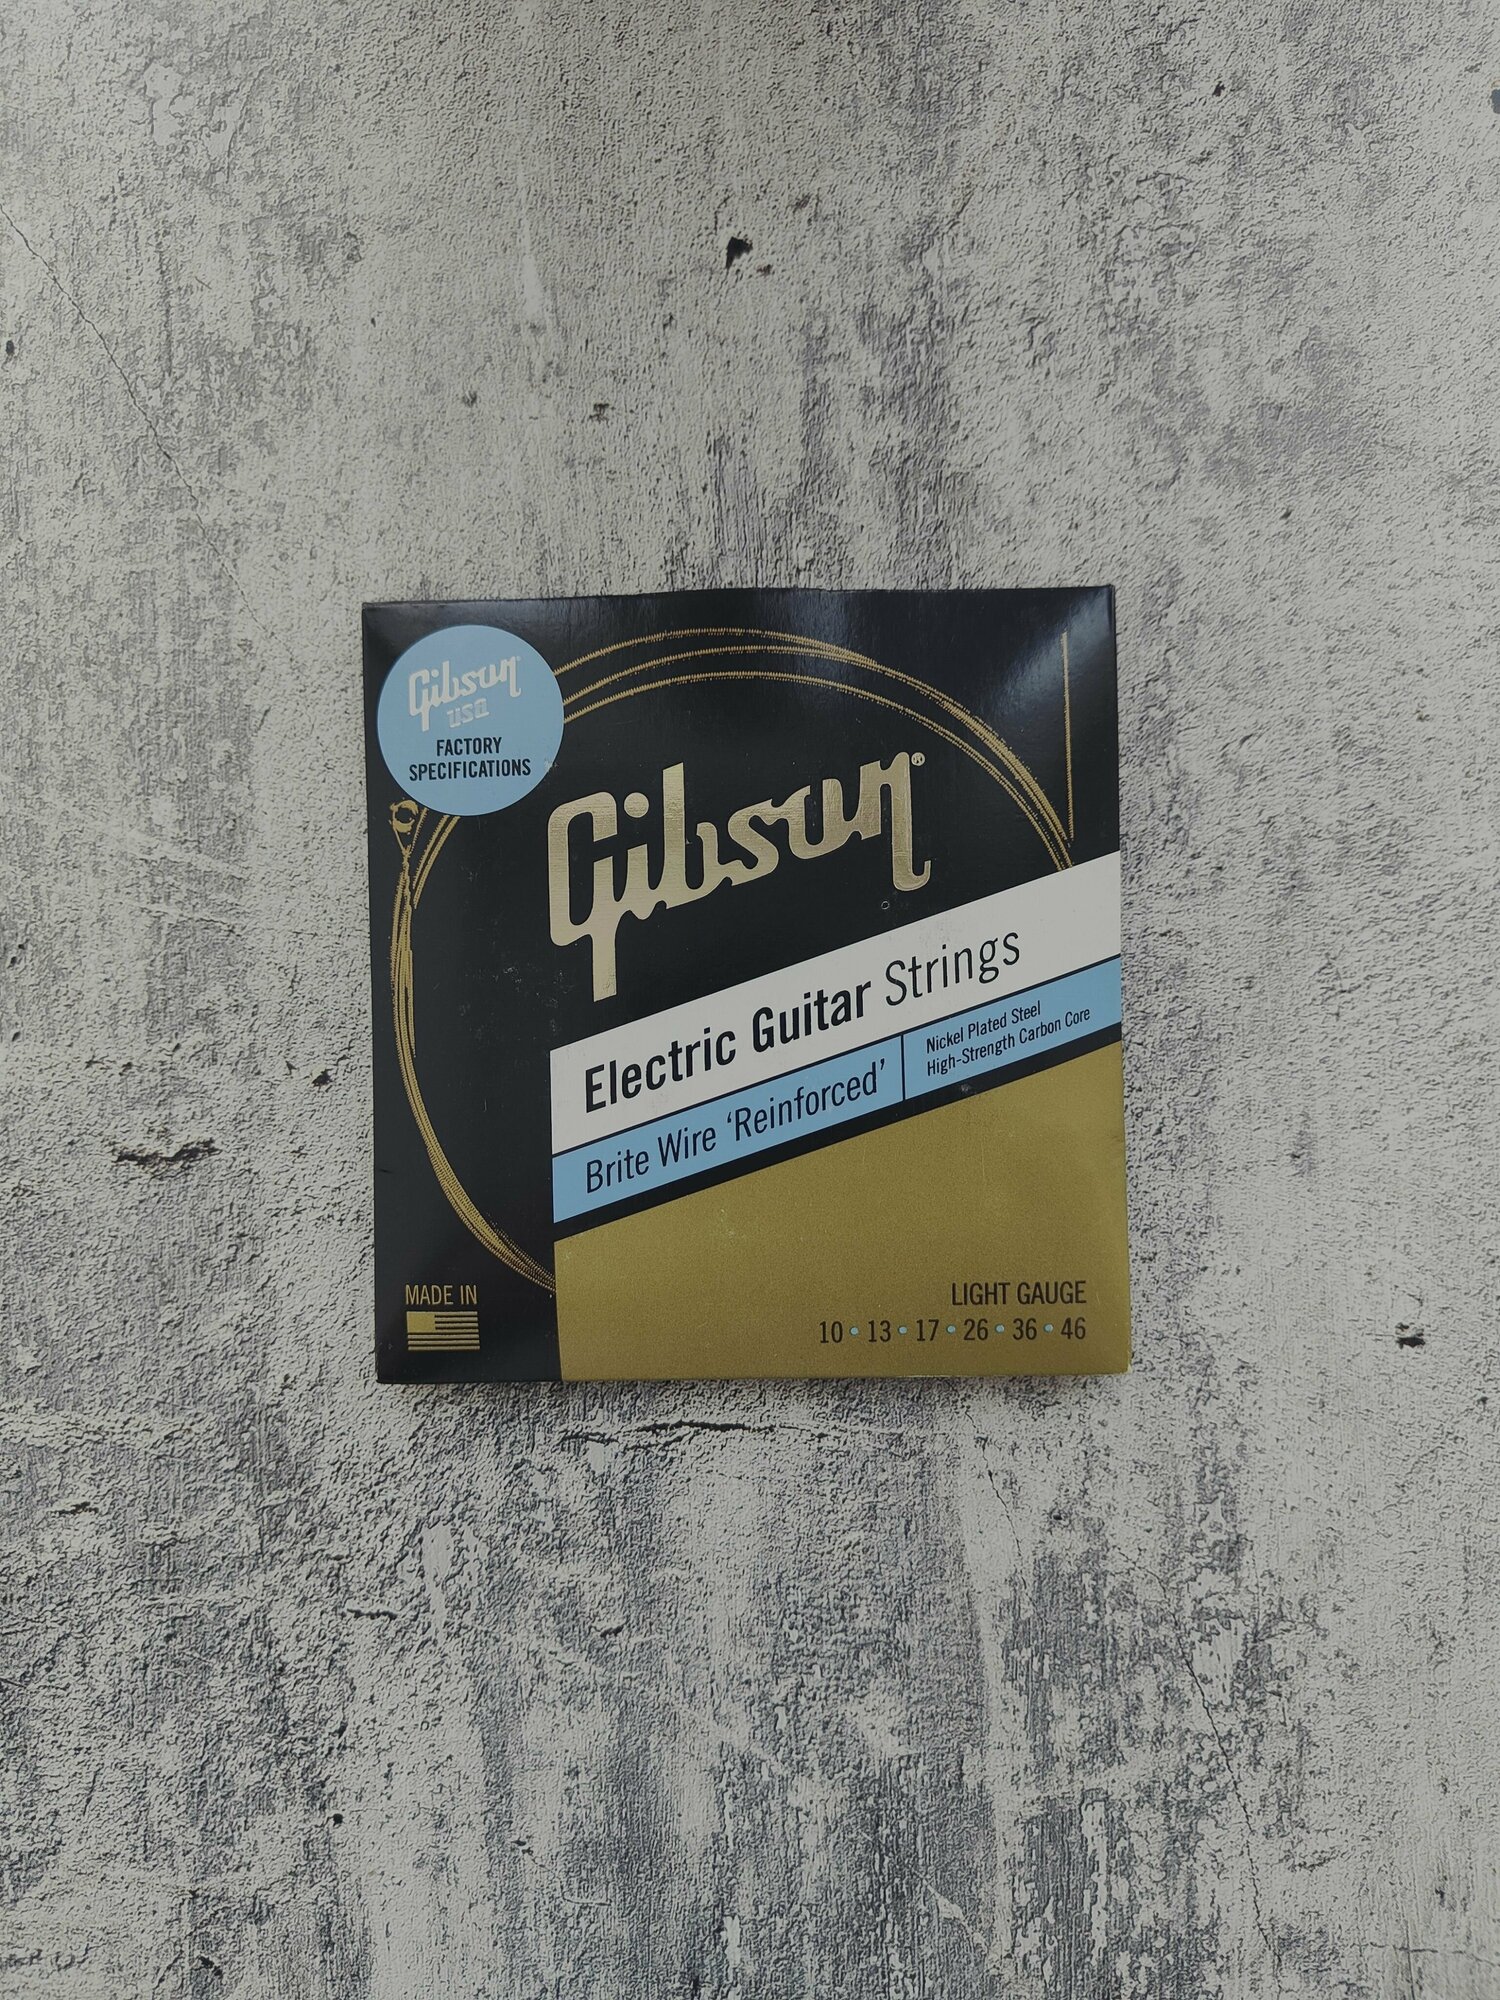 Gibson
USA
FACTORY
SPECIFICATIONS
Gibson®
Electric Guitar Strings
Brite Wire ‘Reinforced’
Nickel Plated Steel
High-Strength Carbon Core
MADE IN
LIGHT GAUGE
10 • 13 • 17 • 26 • 36 • 46